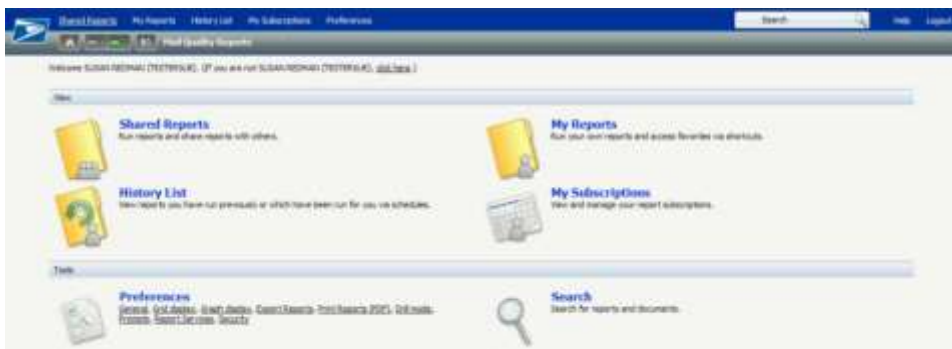 Shared Reports My Reports History List My Subscriptions Preferences Search Help Logout
Mail Quality Reports
Welcome SUSAN REDMAN (TESTERSUE). (If you are not SUSAN REDMAN (TESTERSUE), click here.)
View
Shared Reports My Reports
Run reports and share reports with others. Run your own reports and access favorites via shortcuts.
History List My Subscriptions
View reports you have run previously or which have been run for you via schedules. View and manage your report subscriptions.
Tools
Preferences Search
General, Grid display, Graph display, Export Reports, Print Reports (PDF), Drill mode, Search for reports and documents.
Prompts, Report Services, Security